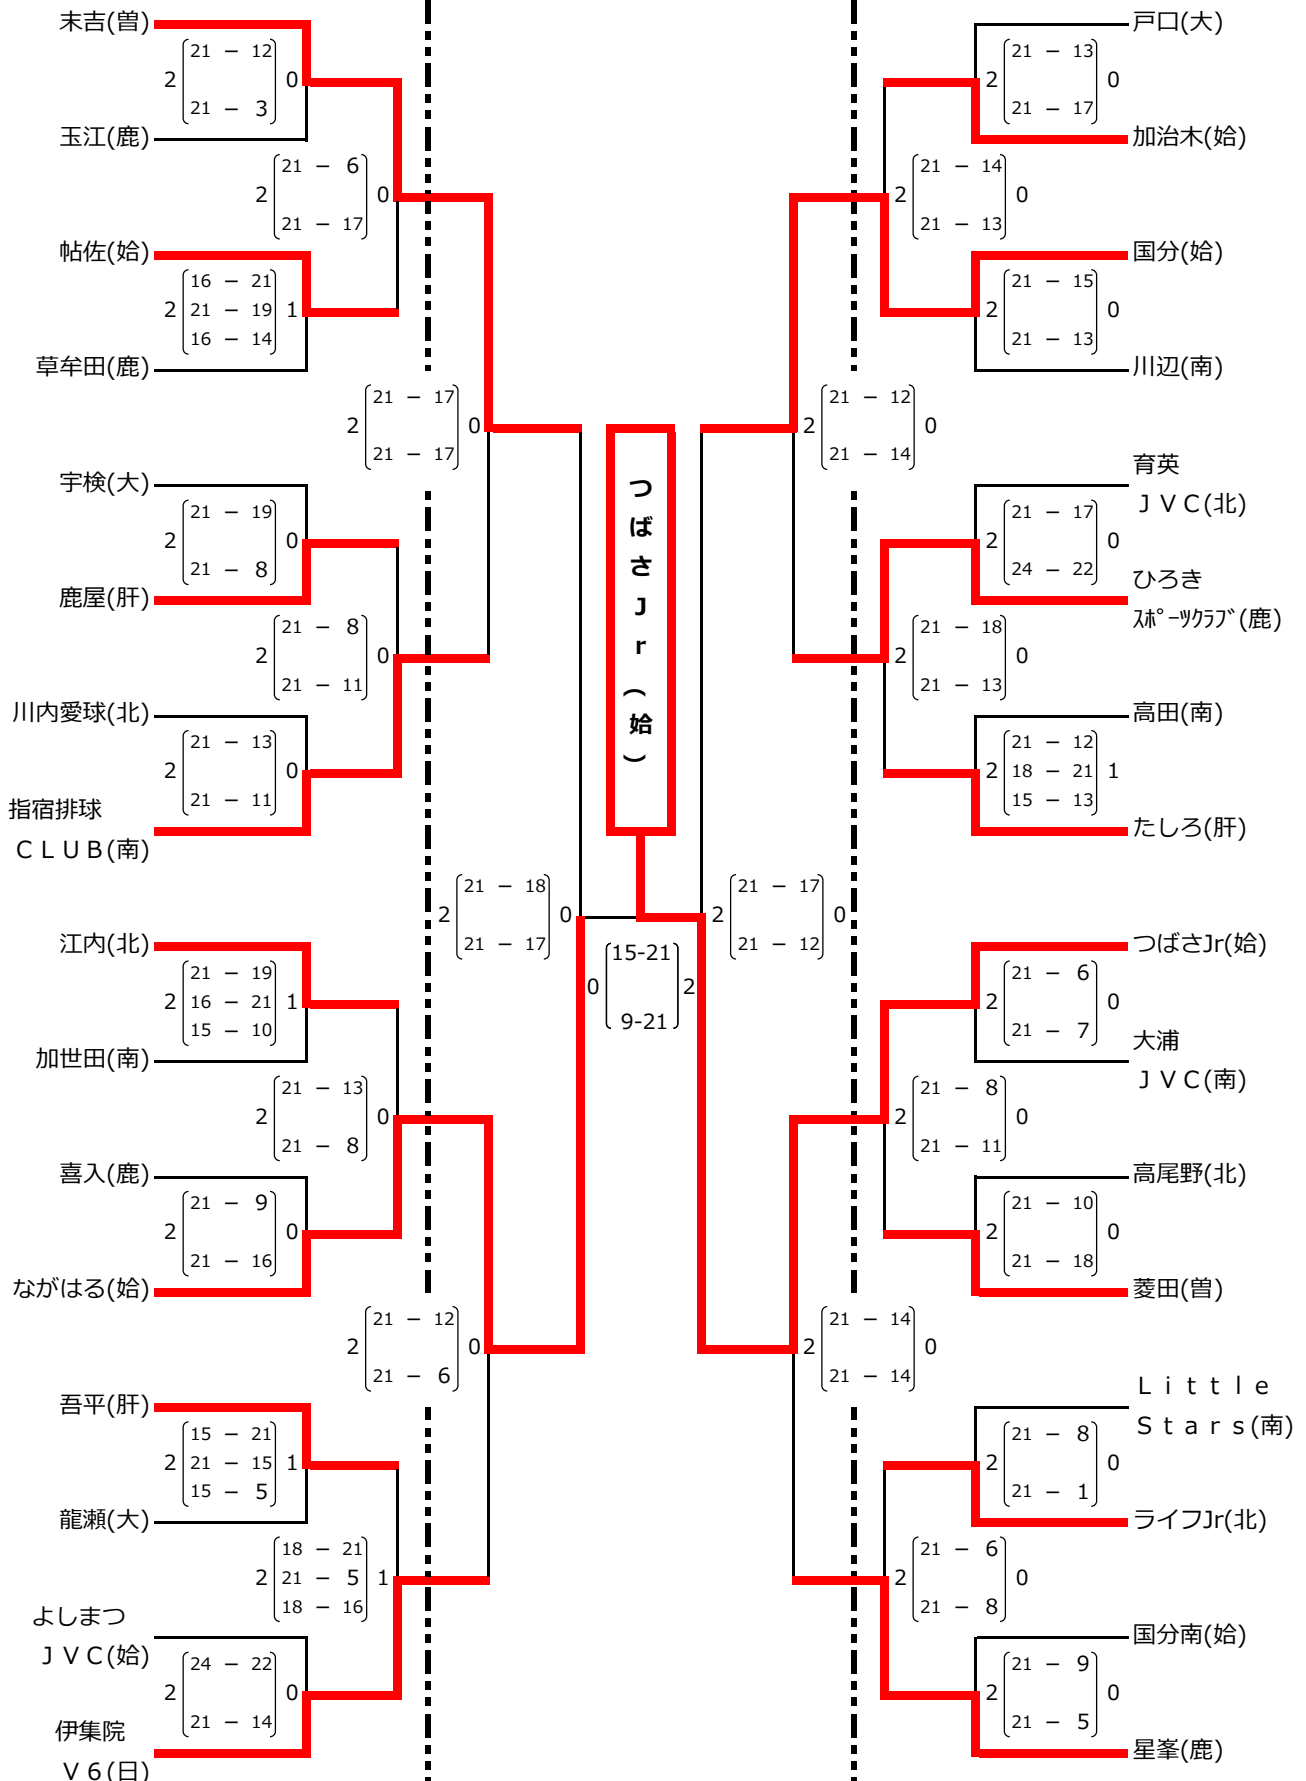 末吉(曽)
21 － 12
2 0
21 － 3
玉江(鹿)
21 － 6
2 0
21 － 17
帖佐(姶)
16 － 21
2 21 － 19 1
16 － 14
草牟田(鹿)
21 － 17
2 0
21 － 17
宇検(大)
21 － 19
2 0
21 － 8
鹿屋(肝)
21 － 8
2 0
21 － 11
川内愛球(北)
21 － 13
2 0
21 － 11
指宿排球
ＣＬＵＢ(南)
21 － 18
2 0
21 － 17
江内(北)
21 － 19
2 16 － 21 1
15 － 10
加世田(南)
21 － 13
2 0
21 － 8
喜入(鹿)
21 － 9
2 0
21 － 16
ながはる(姶)
21 － 12
2 0
21 － 6
吾平(肝)
15 － 21
2 21 － 15 1
15 － 5
龍瀬(大)
18 － 21
2 21 － 5 1
18 － 16
よしまつ
ＪＶＣ(姶)
24 － 22
2 0
21 － 14
伊集院
Ｖ６(日)
つばさＪｒ(姶)
15-21
0 2
9-21
戸口(大)
21 － 13
2 0
21 － 17
加治木(姶)
21 － 14
2 0
21 － 13
国分(姶)
21 － 15
2 0
21 － 13
川辺(南)
21 － 12
2 0
21 － 14
育英
ＪＶＣ(北)
21 － 17
2 0
24 － 22
ひろき
ｽﾎﾟｰﾂｸﾗﾌﾞ(鹿)
21 － 18
2 0
21 － 13
高田(南)
21 － 12
2 18 － 21 1
15 － 13
たしろ(肝)
21 － 17
2 0
21 － 12
つばさJr(姶)
21 － 6
2 0
21 － 7
大浦
ＪＶＣ(南)
21 － 8
2 0
21 － 11
高尾野(北)
21 － 10
2 0
21 － 18
菱田(曽)
21 － 14
2 0
21 － 14
Ｌｉｔｔｌｅ
Ｓｔａｒｓ(南)
21 － 8
2 0
21 － 1
ライフJr(北)
21 － 6
2 0
21 － 8
国分南(姶)
21 － 9
2 0
21 － 5
星峯(鹿)